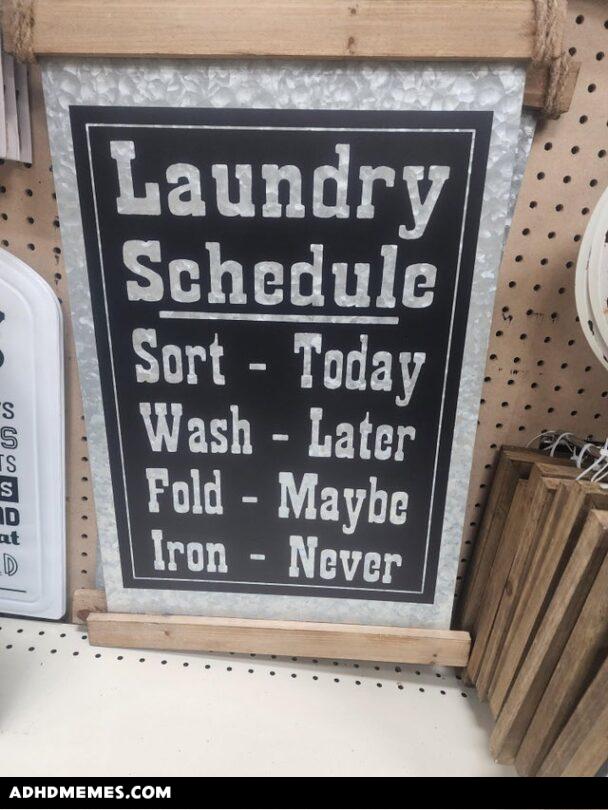 Laundry
Schedule
Sort - Today
Wash - Later
Fold - Maybe
Iron - Never
ADHDMEMES.COM